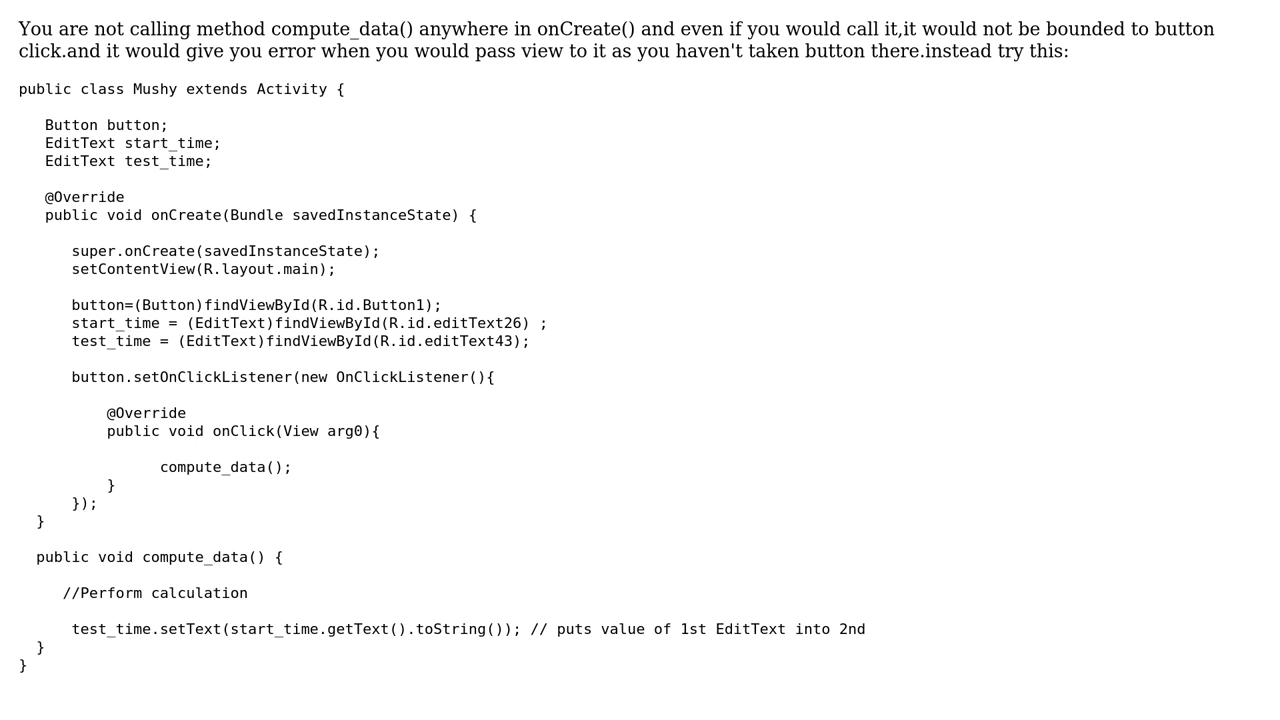 You are not calling method compute_data() anywhere in onCreate() and even if you would call it,it would not be bounded to button
click.and it would give you error when you would pass view to it as you haven't taken button there.instead try this:
public class Mushy extends Activity {
Button button;
EditText start_time;
EditText test_time;
@Override
public void onCreate(Bundle savedInstanceState) {
super.onCreate(savedInstanceState);
setContentView(R.layout.main);
button=(Button)findViewById(R.id.Button1);
start_time = (EditText)findViewById(R.id.editText26) ;
test_time = (EditText)findViewById(R.id.editText43);
button.setOnClickListener(new OnClickListener(){
@Override
public void onClick(View arg0){
compute_data();
}
});
}
public void compute_data() {
//Perform calculation
test_time.setText(start_time.getText().toString()); // puts value of 1st EditText into 2nd
}
}